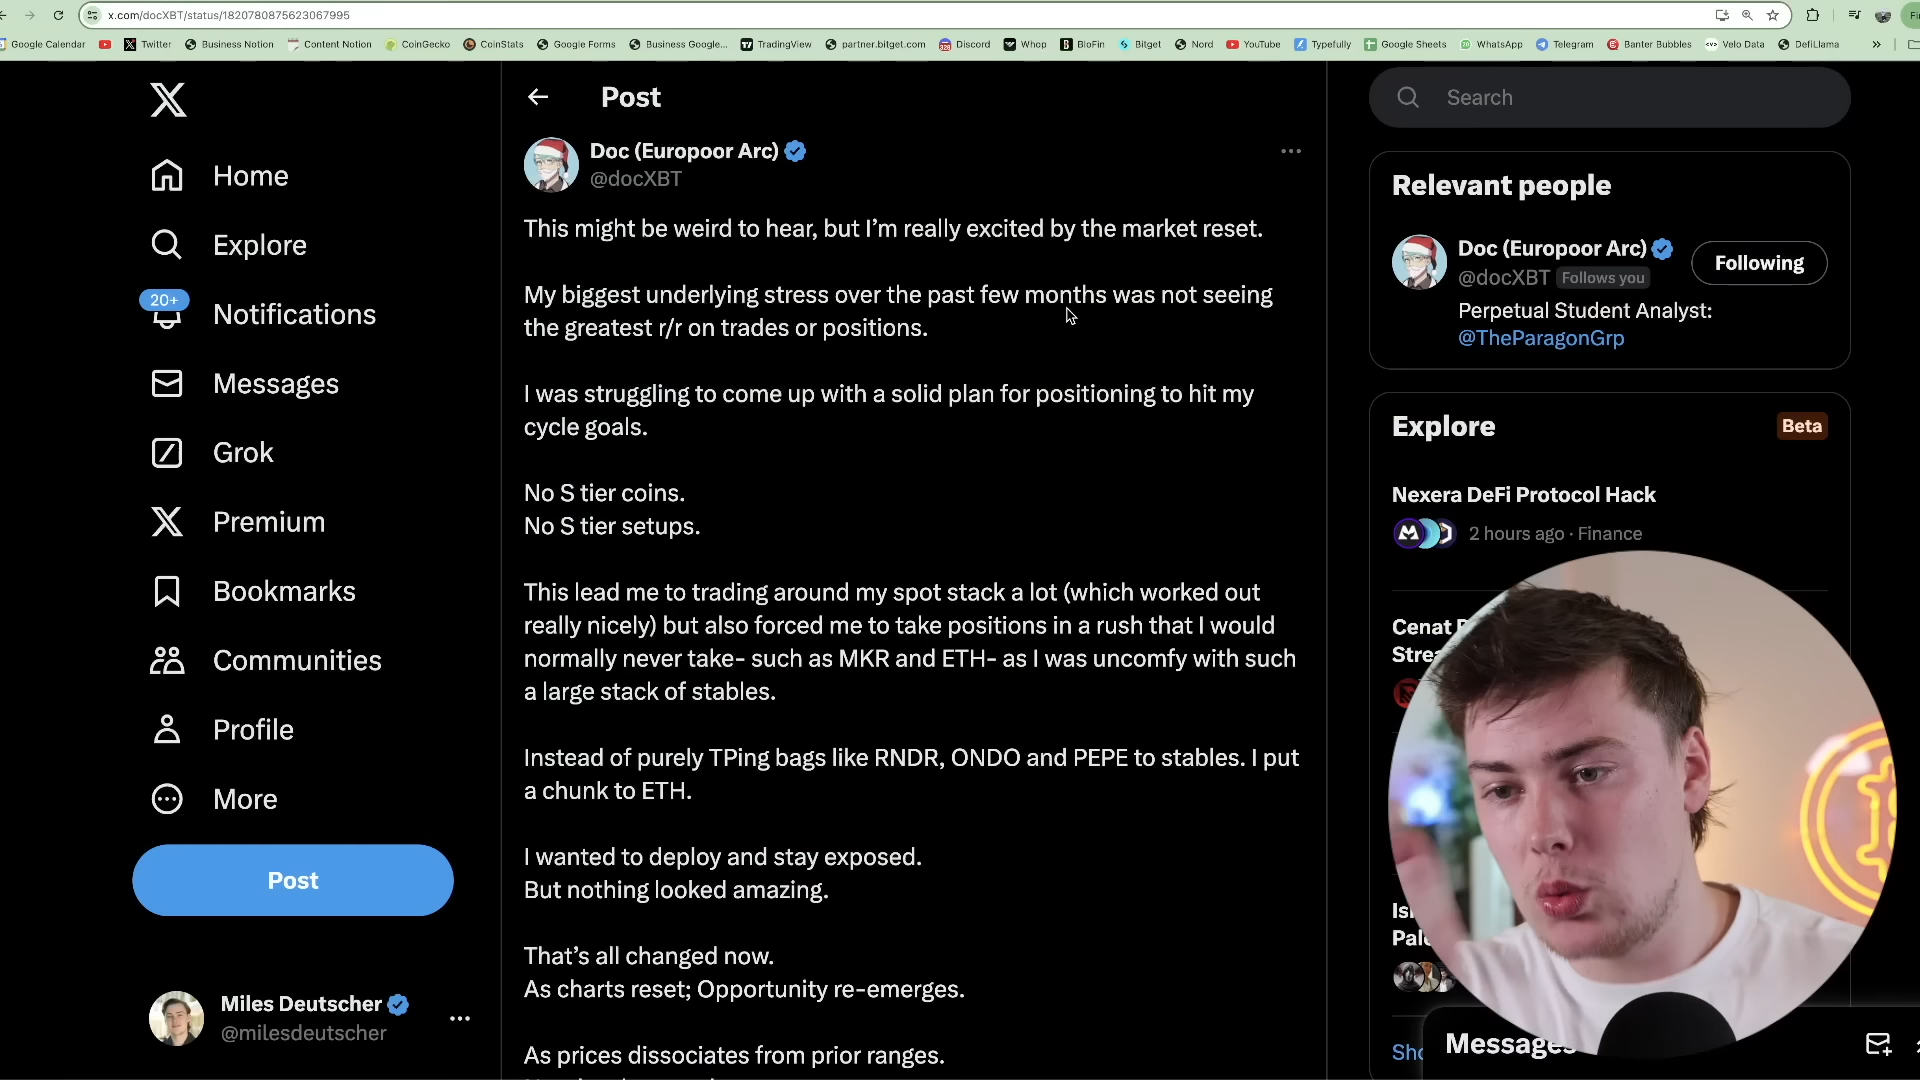 x.com/docXBT/status/1820780875623067995
Google Calendar
Twitter
Business Notion
Content Notion
CoinGecko
CoinStats
Google Forms
Business Google...
TradingView
partner.bitget.com
Discord
Whop
BloFin
Bitget
Nord
YouTube
Typefully
Google Sheets
WhatsApp
Telegram
Banter Bubbles
Velo Data
DefiLlama
Home
Explore
20+
Notifications
Messages
Grok
Premium
Bookmarks
Communities
Profile
More
Post
Miles Deutscher
@milesdeutscher
Post
Doc (Europoor Arc)
@docXBT
This might be weird to hear, but I’m really excited by the market reset.
My biggest underlying stress over the past few months was not seeing
the greatest r/r on trades or positions.
I was struggling to come up with a solid plan for positioning to hit my
cycle goals.
No S tier coins.
No S tier setups.
This lead me to trading around my spot stack a lot (which worked out
really nicely) but also forced me to take positions in a rush that I would
normally never take- such as MKR and ETH- as I was uncomfy with such
a large stack of stables.
Instead of purely TPing bags like RNDR, ONDO and PEPE to stables. I put
a chunk to ETH.
I wanted to deploy and stay exposed.
But nothing looked amazing.
That’s all changed now.
As charts reset; Opportunity re-emerges.
As prices dissociates from prior ranges.
Search
Relevant people
Doc (Europoor Arc)
@docXBT Follows you
Following
Perpetual Student Analyst:
@TheParagonGrp
Explore
Beta
Nexera DeFi Protocol Hack
2 hours ago · Finance
Cenat
Messages